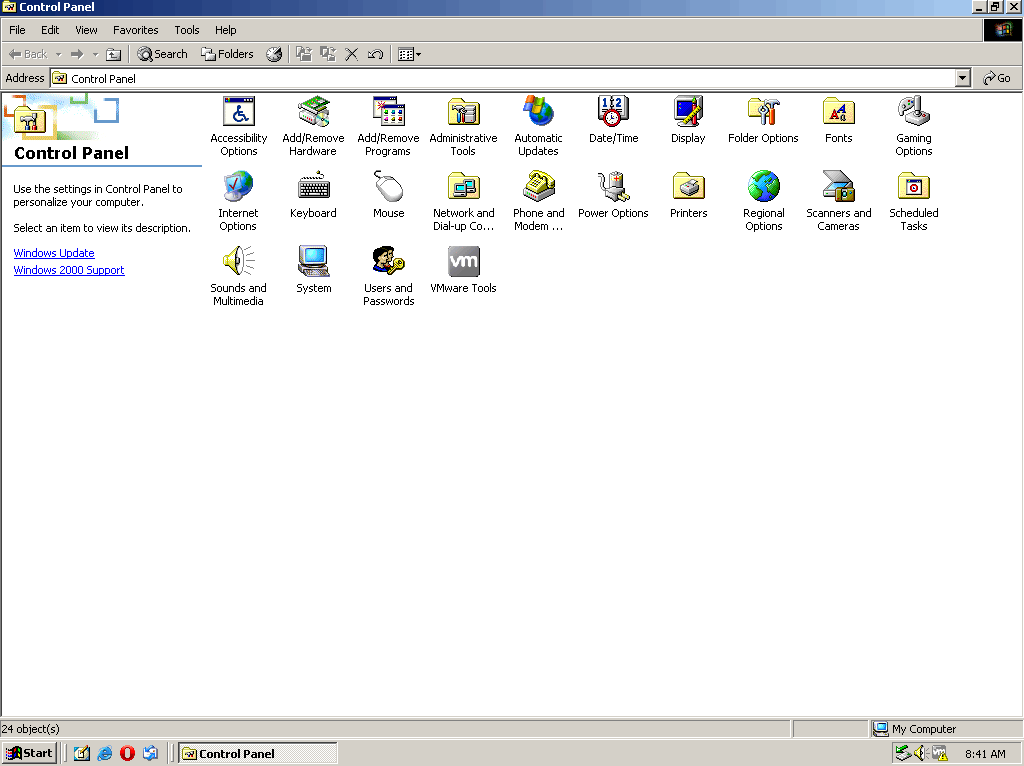 Control Panel
File Edit View Favorites Tools Help
Back Search Folders
Address Control Panel Go
Control Panel
Use the settings in Control Panel to
personalize your computer.
Select an item to view its description.
Windows Update
Windows 2000 Support
Accessibility
Options
Add/Remove
Hardware
Add/Remove
Programs
Administrative
Tools
Automatic
Updates
Date/Time
Display
Folder Options
Fonts
Gaming
Options
Internet
Options
Keyboard
Mouse
Network and
Dial-up Co...
Phone and
Modem ...
Power Options
Printers
Regional
Options
Scanners and
Cameras
Scheduled
Tasks
Sounds and
Multimedia
System
Users and
Passwords
vm
VMware Tools
24 object(s) My Computer
Start Control Panel 8:41 AM